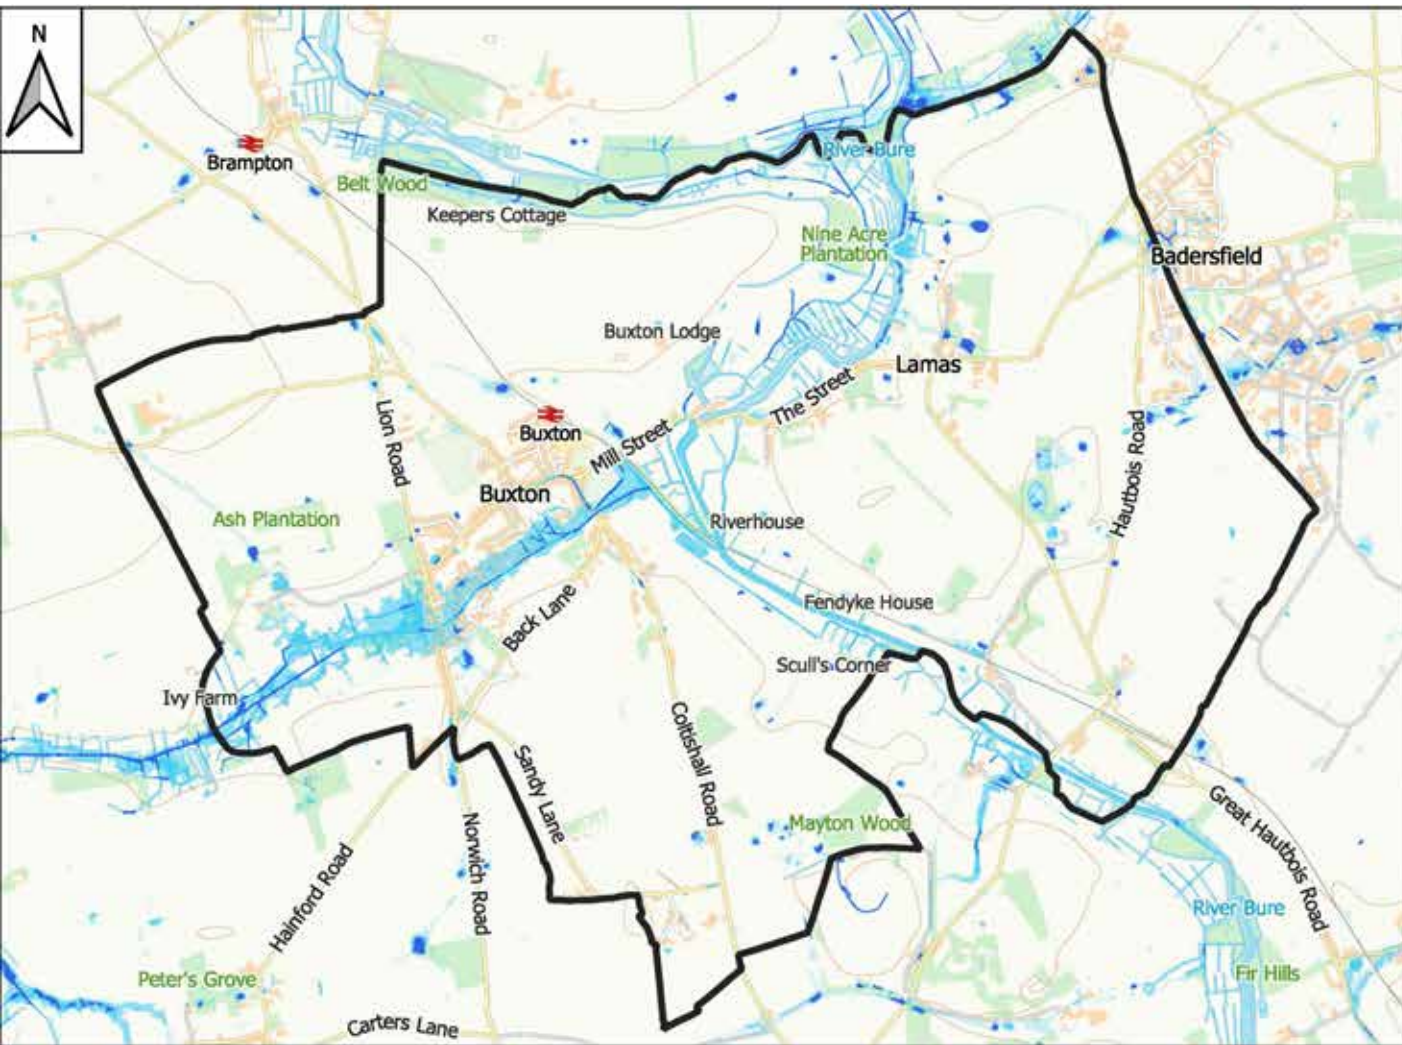 N
Brampton
Belt Wood
River Bure
Keepers Cottage
Nine Acre
Plantation
Badersfield
Buxton Lodge
Lamas
The Street
Lion Road
Buxton
Mill Street
Buxton
Hautbois Road
Ash Plantation
Riverhouse
Back Lane
Fendyke House
Scull's Corner
Ivy Farm
Coltishall Road
Sandy Lane
Mayton Wood
Norwich Road
Great Hautbois Road
Hainford Road
River Bure
Peter's Grove
Fir Hills
Carters Lane